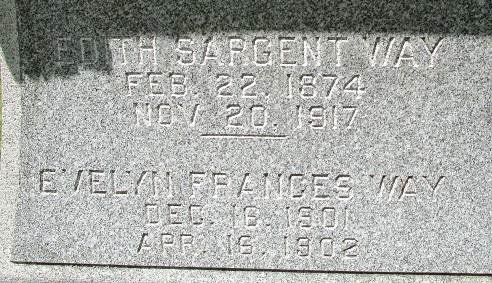 EDITH SARGENT WAY
FEB. 22, 1874
NOV. 20, 1917
EVELYN FRANCES WAY
DEC. 16, 1901
APR. 16, 1902